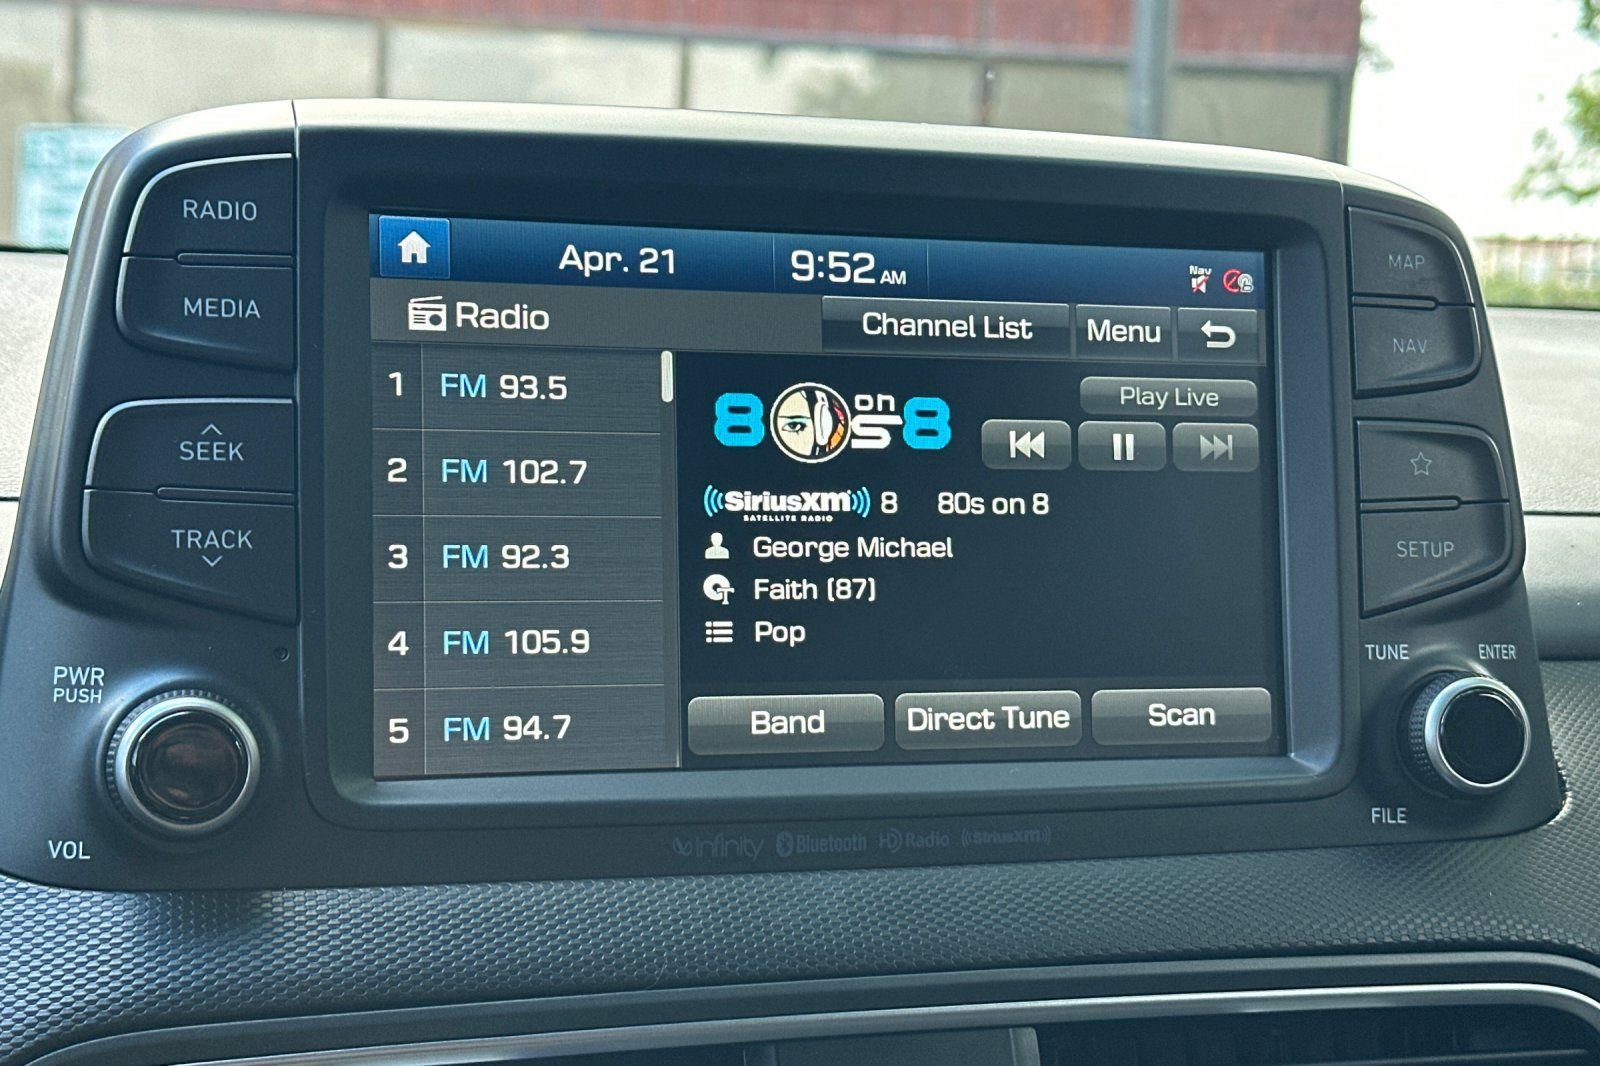 RADIO
MEDIA
SEEK
TRACK
PWR
PUSH
VOL
Apr. 21
9:52 AM
Nav
Radio
Channel List
Menu
1 FM 93.5
2 FM 102.7
3 FM 92.3
4 FM 105.9
5 FM 94.7
8 on 8
S
Play Live
SiriusXM 8 80s on 8
SATELLITE RADIO
George Michael
Faith (87)
Pop
Band
Direct Tune
Scan
MAP
NAV
SETUP
TUNE
ENTER
FILE
Infinity Bluetooth HD Radio SiriusXM